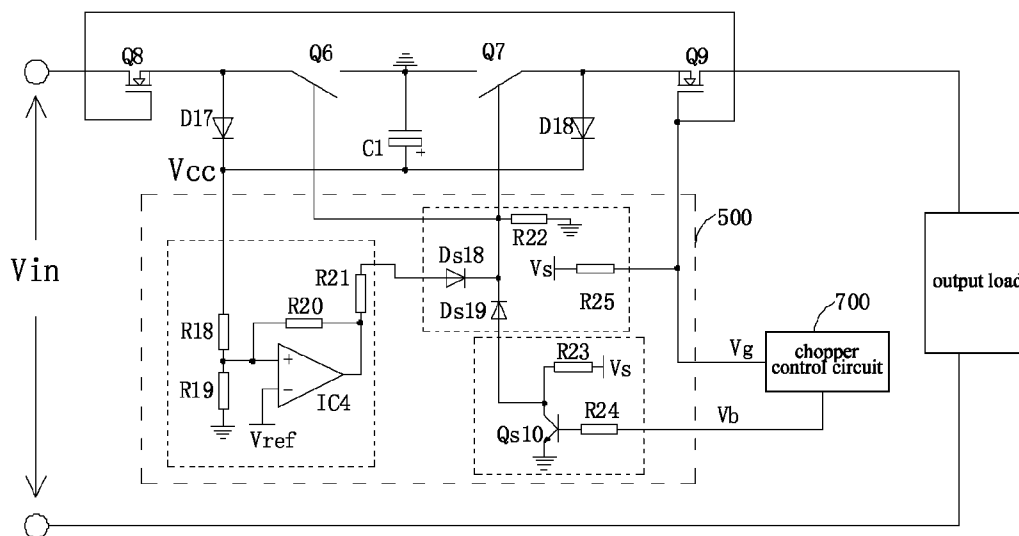 Q8
Q6
Q7
Q9
D17
C1
+
D18
Vcc
500
R22
Ds18
Vs
R25
R21
Ds19
Vin
output load
700
R20
R18
Vg
chopper
control circuit
R23
Vs
+
R19
-
IC4
R24
Vb
Vref
Qs10